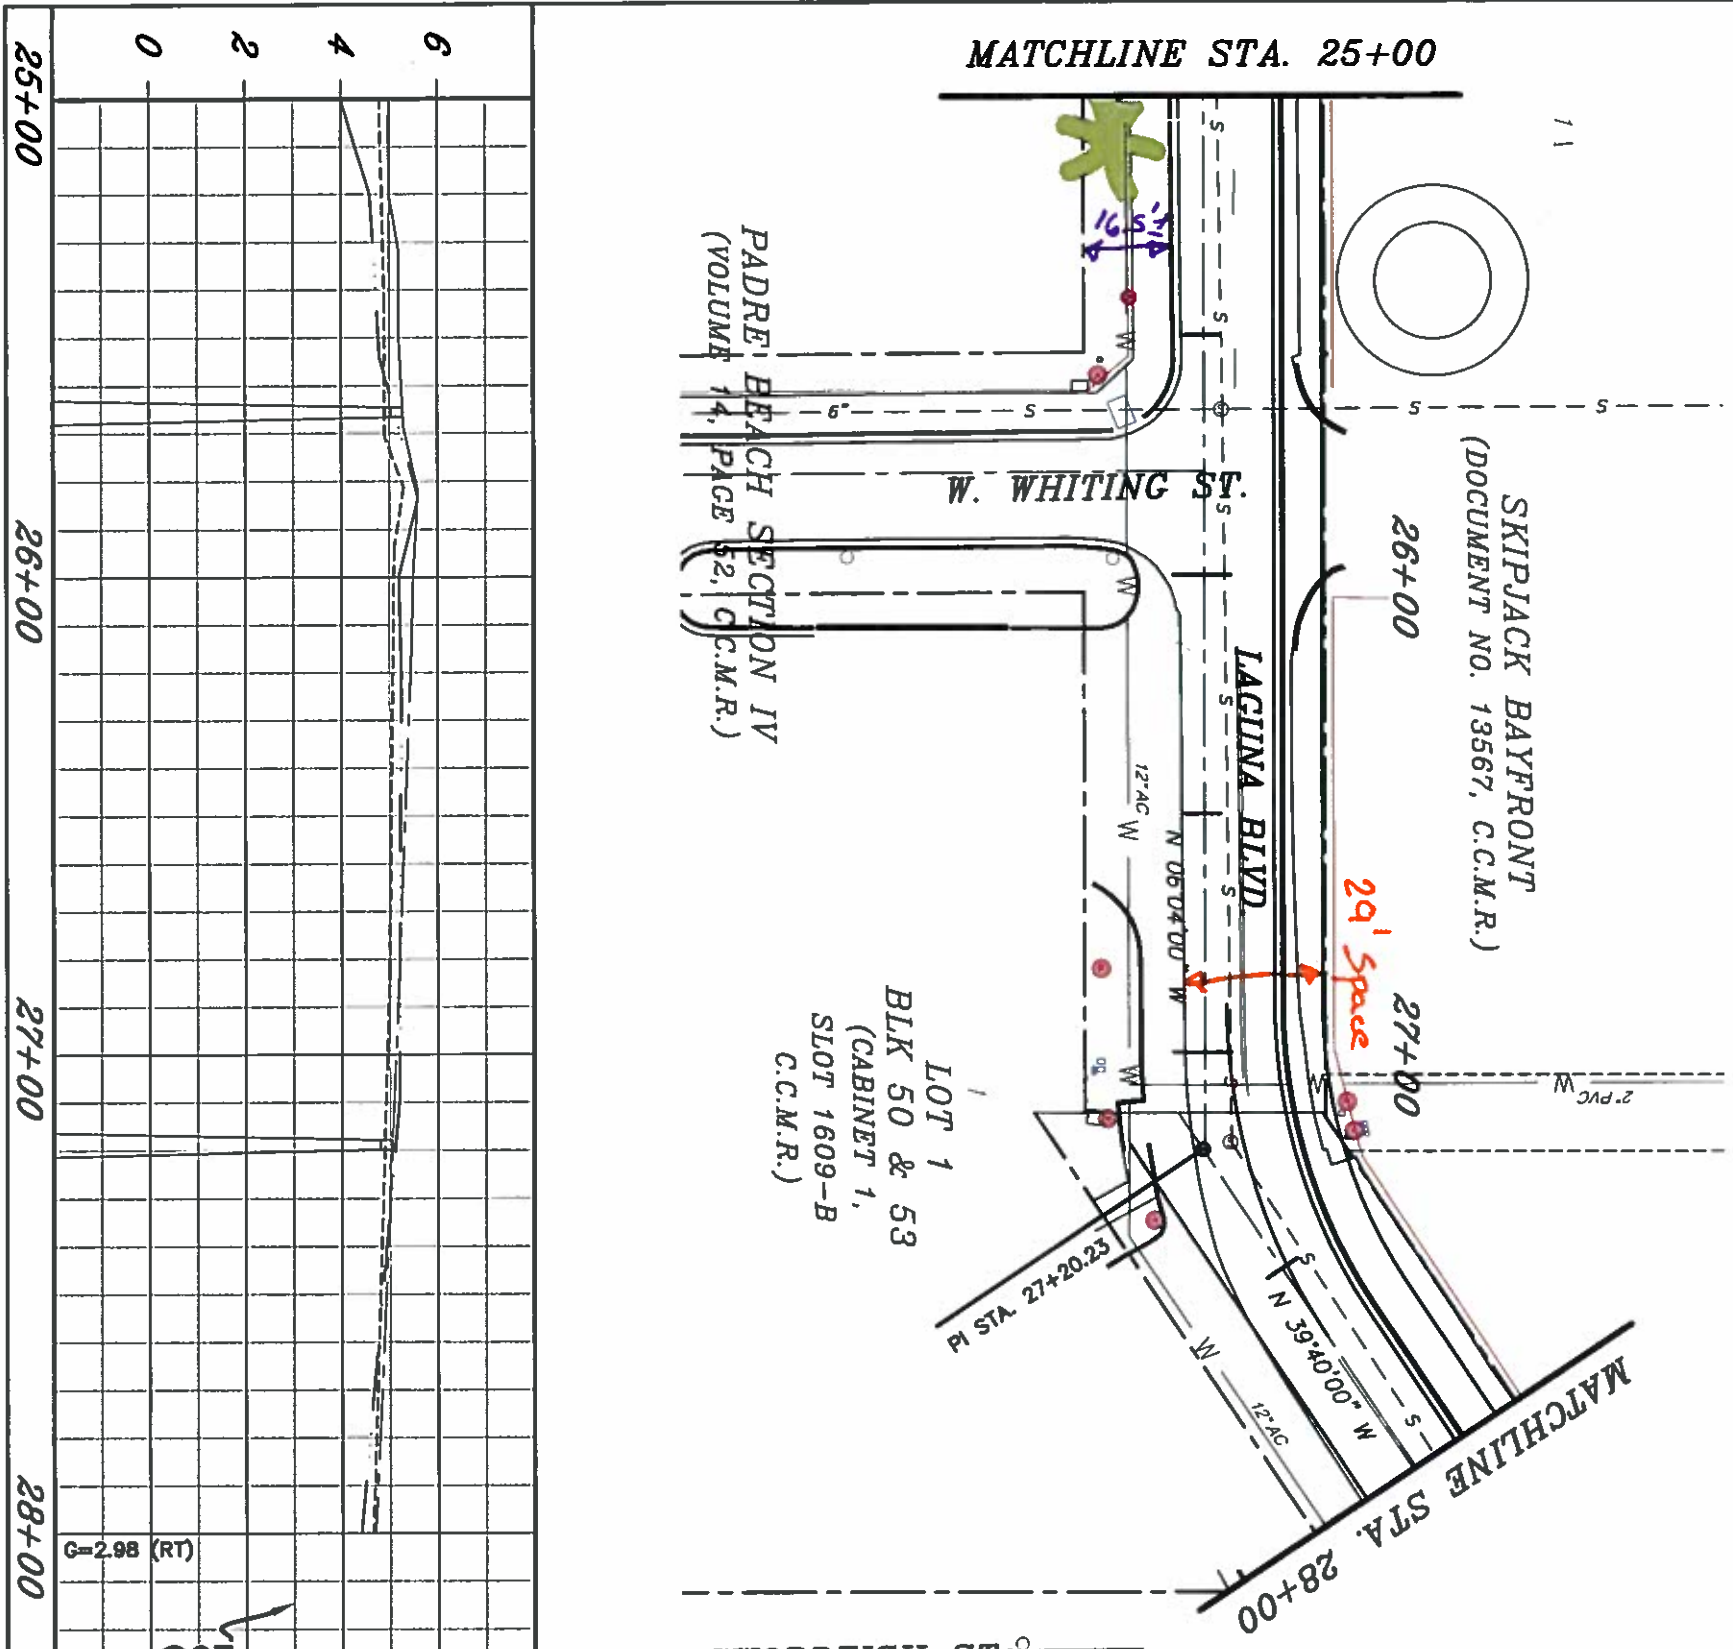 MATCHLINE STA. 25+00
0
2
4
6
25+00
26+00
27+00
28+00
G=2.98 (RT)
16.5'±
PADRE BEACH SECTION IV
(VOLUME 14, PAGE 52, C.C.M.R.)
6" S
S
S
S
S
W
W. WHITING ST.
S
W
S
LAGUNA BLVD
12"AC W
N 06°04'00" W
S
W
S
W
SKIPJACK BAYFRONT
(DOCUMENT NO. 13567, C.C.M.R.)
26+00
27+00
29' Space
W
2" PVC W
LOT 1
BLK 50 & 53
(CABINET 1,
SLOT 1609-B
C.C.M.R.)
PI STA. 27+20.23
S
N 39°40'00" W
S
W
12"AC
MATCHLINE STA. 28+00